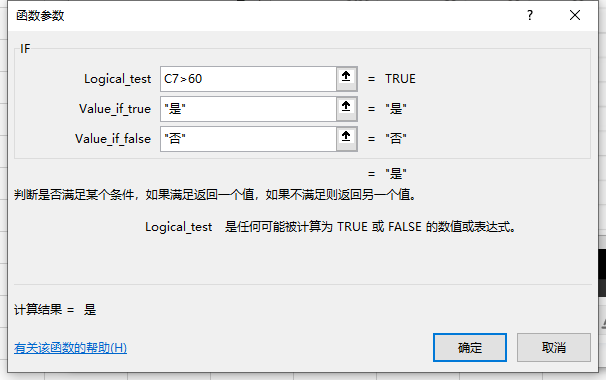 函数参数 ?
IF
Logical_test C7>60 = TRUE
Value_if_true "是" = "是"
Value_if_false "否" = "否"
= "是"
判断是否满足某个条件，如果满足返回一个值，如果不满足则返回另一个值。
Logical_test 是任何可能被计算为 TRUE 或 FALSE 的数值或表达式。
计算结果 = 是
有关该函数的帮助(H) 确定 取消